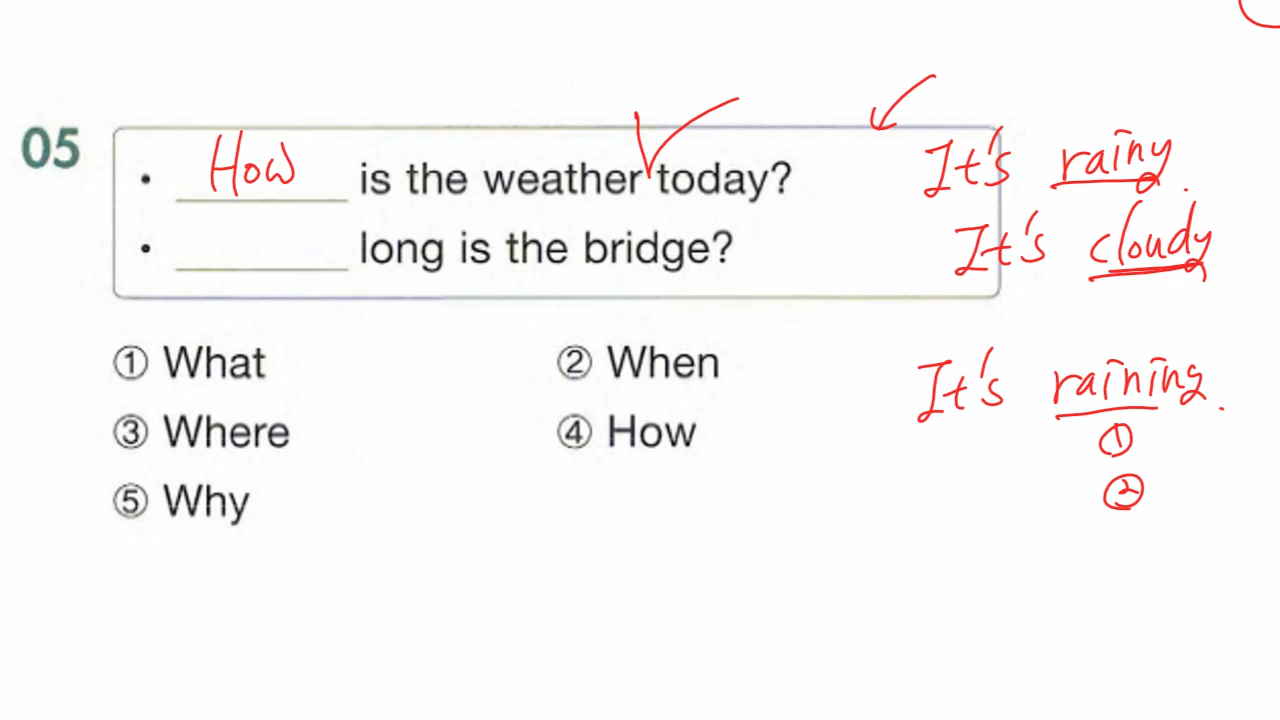 05
• How is the weather today?
• ______ long is the bridge?
It's rainy.
It's cloudy
① What
② When
③ Where
④ How
⑤ Why
It's raining.
①
②